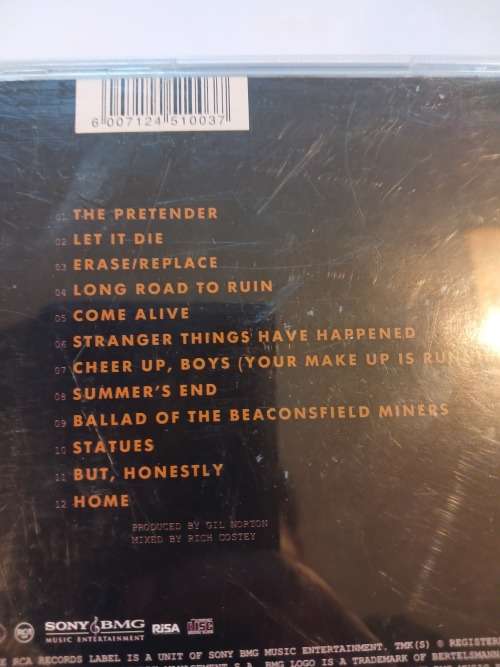 6 007124 510037
01 THE PRETENDER
02 LET IT DIE
03 ERASE/REPLACE
04 LONG ROAD TO RUIN
05 COME ALIVE
06 STRANGER THINGS HAVE HAPPENED
07 CHEER UP, BOYS (YOUR MAKE UP IS
08 SUMMER'S END
09 BALLAD OF THE BEACONSFIELD MINERS
10 STATUES
11 BUT, HONESTLY
12 HOME
PRODUCED BY GIL NORTON
MIXED BY RICH COSTEY
SONY BMG
MUSIC ENTERTAINMENT
RiSA
disc
RCA RECORDS LABEL IS A UNIT OF SONY BMG MUSIC ENTERTAINMENT. TMK(S) ® REGISTERE
S.A. BMG LOGO IS A TRADEMARK OF BERTELSMANN